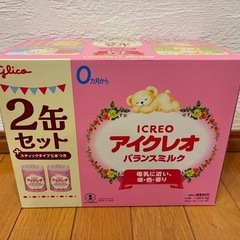 glico
0カ月から
2缶
セット
+
スティックタイプ5本つき
ICREO
アイクレオ
バランスミルク
母乳に近い、
味・色・香り